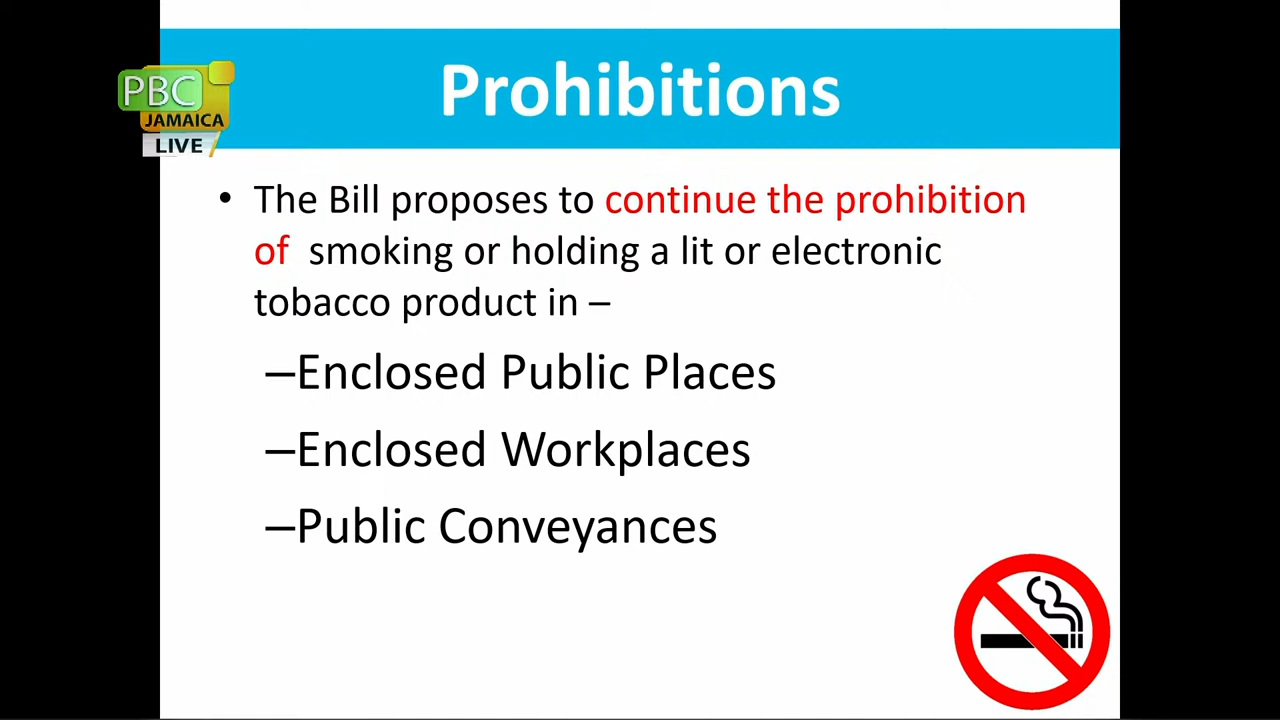 Prohibitions
PBC
JAMAICA
LIVE
• The Bill proposes to continue the prohibition
of smoking or holding a lit or electronic
tobacco product in –
–Enclosed Public Places
–Enclosed Workplaces
–Public Conveyances